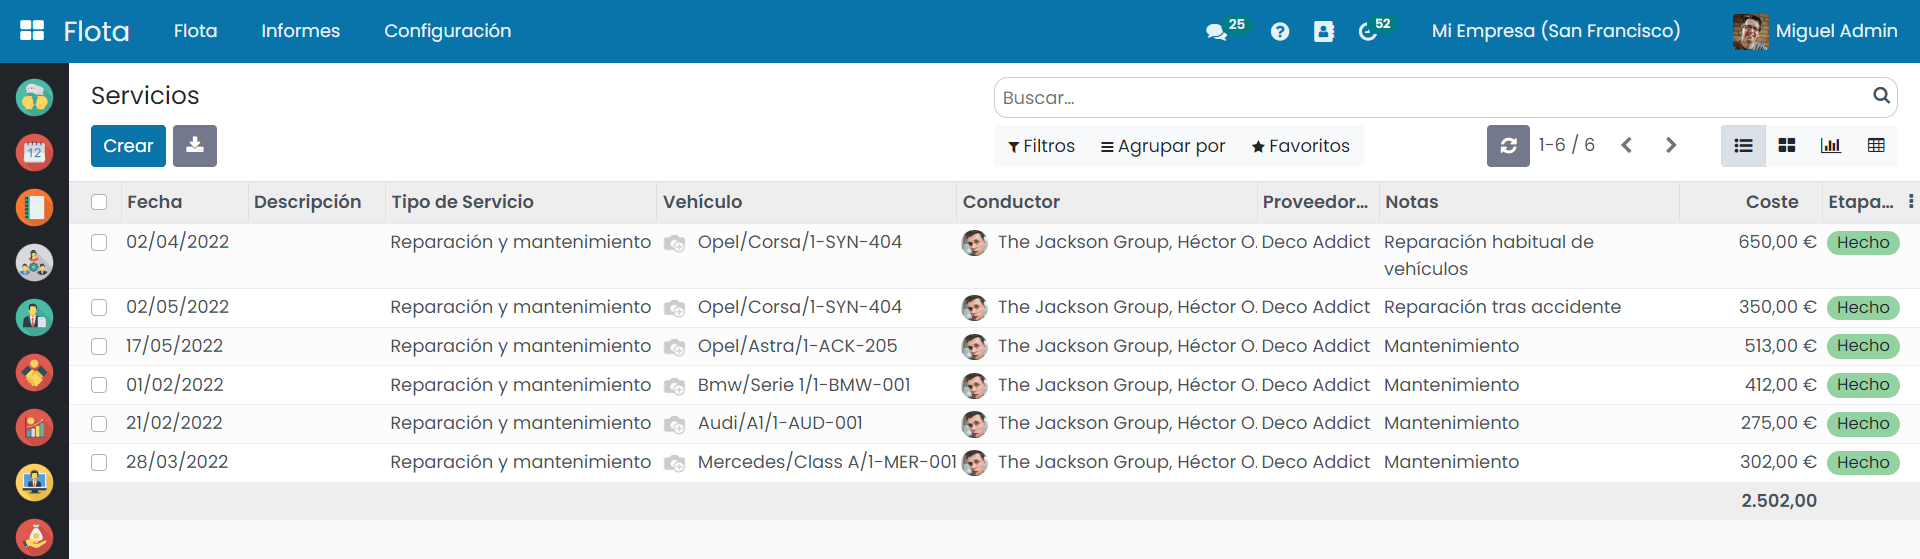 Flota Flota Informes Configuración 25 52 Mi Empresa (San Francisco) Miguel Admin
Servicios
Buscar...
Crear
Filtros Agrupar por Favoritos 1-6 / 6
12
Fecha Descripción Tipo de Servicio Vehículo Conductor Proveedor... Notas Coste Etapa...
02/04/2022 Reparación y mantenimiento Opel/Corsa/1-SYN-404 The Jackson Group, Héctor O. Deco Addict Reparación habitual de 650,00 € Hecho
vehículos
02/05/2022 Reparación y mantenimiento Opel/Corsa/1-SYN-404 The Jackson Group, Héctor O. Deco Addict Reparación tras accidente 350,00 € Hecho
17/05/2022 Reparación y mantenimiento Opel/Astra/1-ACK-205 The Jackson Group, Héctor O. Deco Addict Mantenimiento 513,00 € Hecho
01/02/2022 Reparación y mantenimiento Bmw/Serie 1/1-BMW-001 The Jackson Group, Héctor O. Deco Addict Mantenimiento 412,00 € Hecho
21/02/2022 Reparación y mantenimiento Audi/A1/1-AUD-001 The Jackson Group, Héctor O. Deco Addict Mantenimiento 275,00 € Hecho
28/03/2022 Reparación y mantenimiento Mercedes/Class A/1-MER-001 The Jackson Group, Héctor O. Deco Addict Mantenimiento 302,00 € Hecho
2.502,00